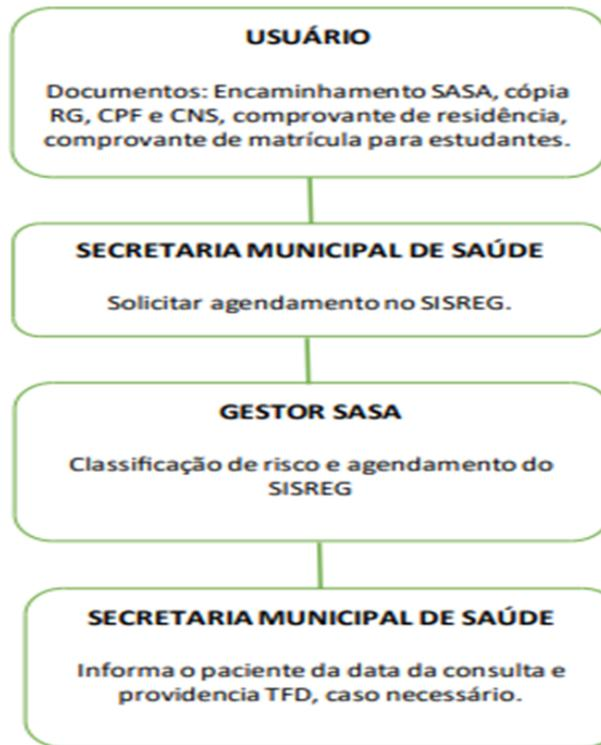 USUÁRIO
Documentos: Encaminhamento SASA, cópia
RG, CPF e CNS, comprovante de residência,
comprovante de matrícula para estudantes.
SECRETARIA MUNICIPAL DE SAÚDE
Solicitar agendamento no SISREG.
GESTOR SASA
Classificação de risco e agendamento do
SISREG
SECRETARIA MUNICIPAL DE SAÚDE
Informa o paciente da data da consulta e
providencia TFD, caso necessário.